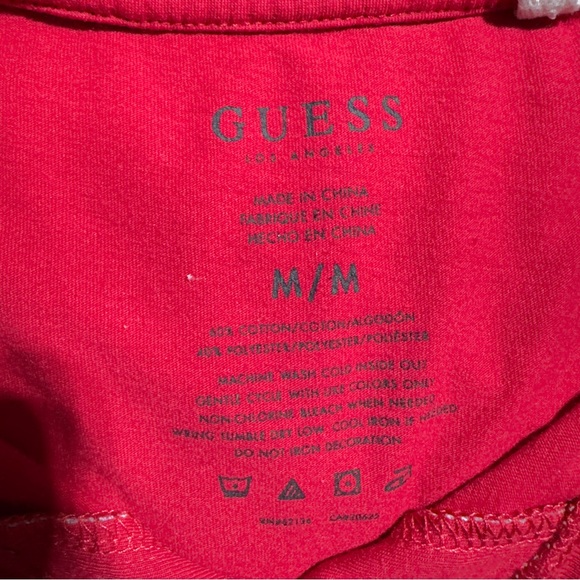 GUESS
LOS ANGELES
MADE IN CHINA
FABRIQUE EN CHINE
HECHO EN CHINA
M/M
60% COTTON/COTON/ALGODÓN
40% POLYESTER/POLYESTER/POLIÉSTER
MACHINE WASH COLD INSIDE OUT
GENTLE CYCLE WITH LIKE COLORS ONLY
NON-CHLORINE BLEACH WHEN NEEDED
TUMBLE DRY LOW, COOL IRON IF NEEDED
DO NOT IRON DECORATION